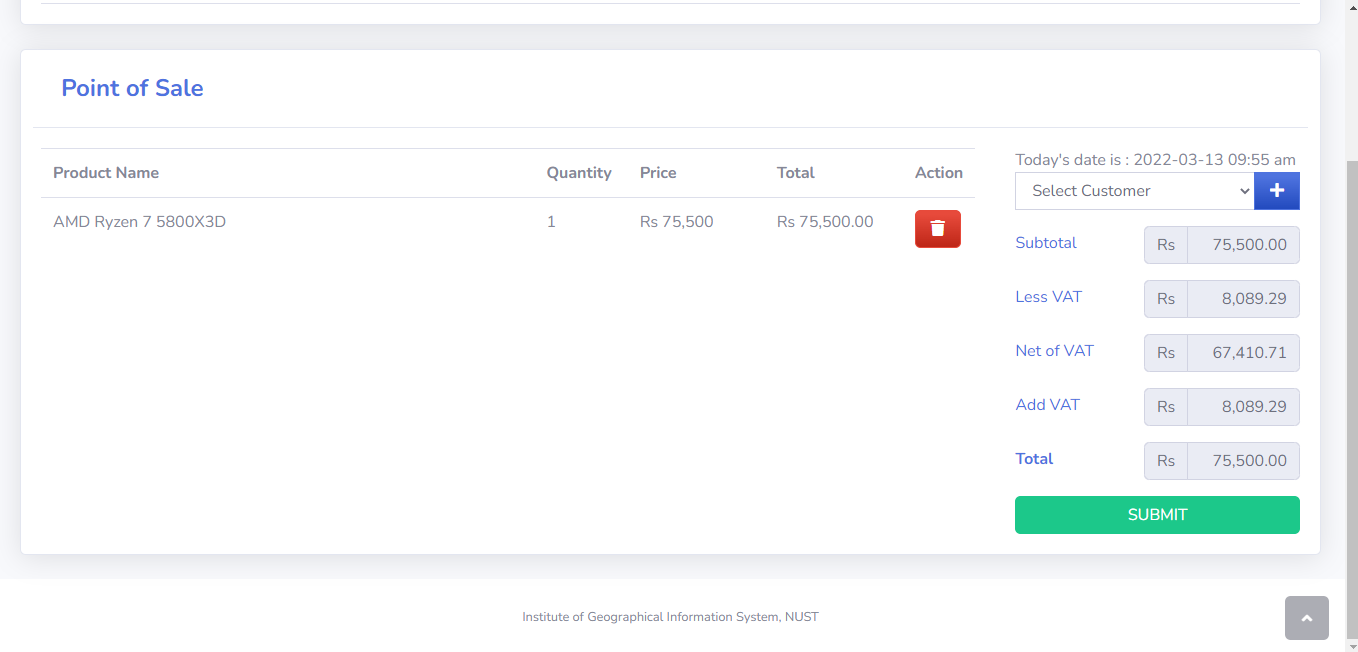 Point of Sale
Product Name Quantity Price Total Action
AMD Ryzen 7 5800X3D 1 Rs 75,500 Rs 75,500.00
Today's date is : 2022-03-13 09:55 am
Select Customer
Subtotal Rs 75,500.00
Less VAT Rs 8,089.29
Net of VAT Rs 67,410.71
Add VAT Rs 8,089.29
Total Rs 75,500.00
SUBMIT
Institute of Geographical Information System, NUST